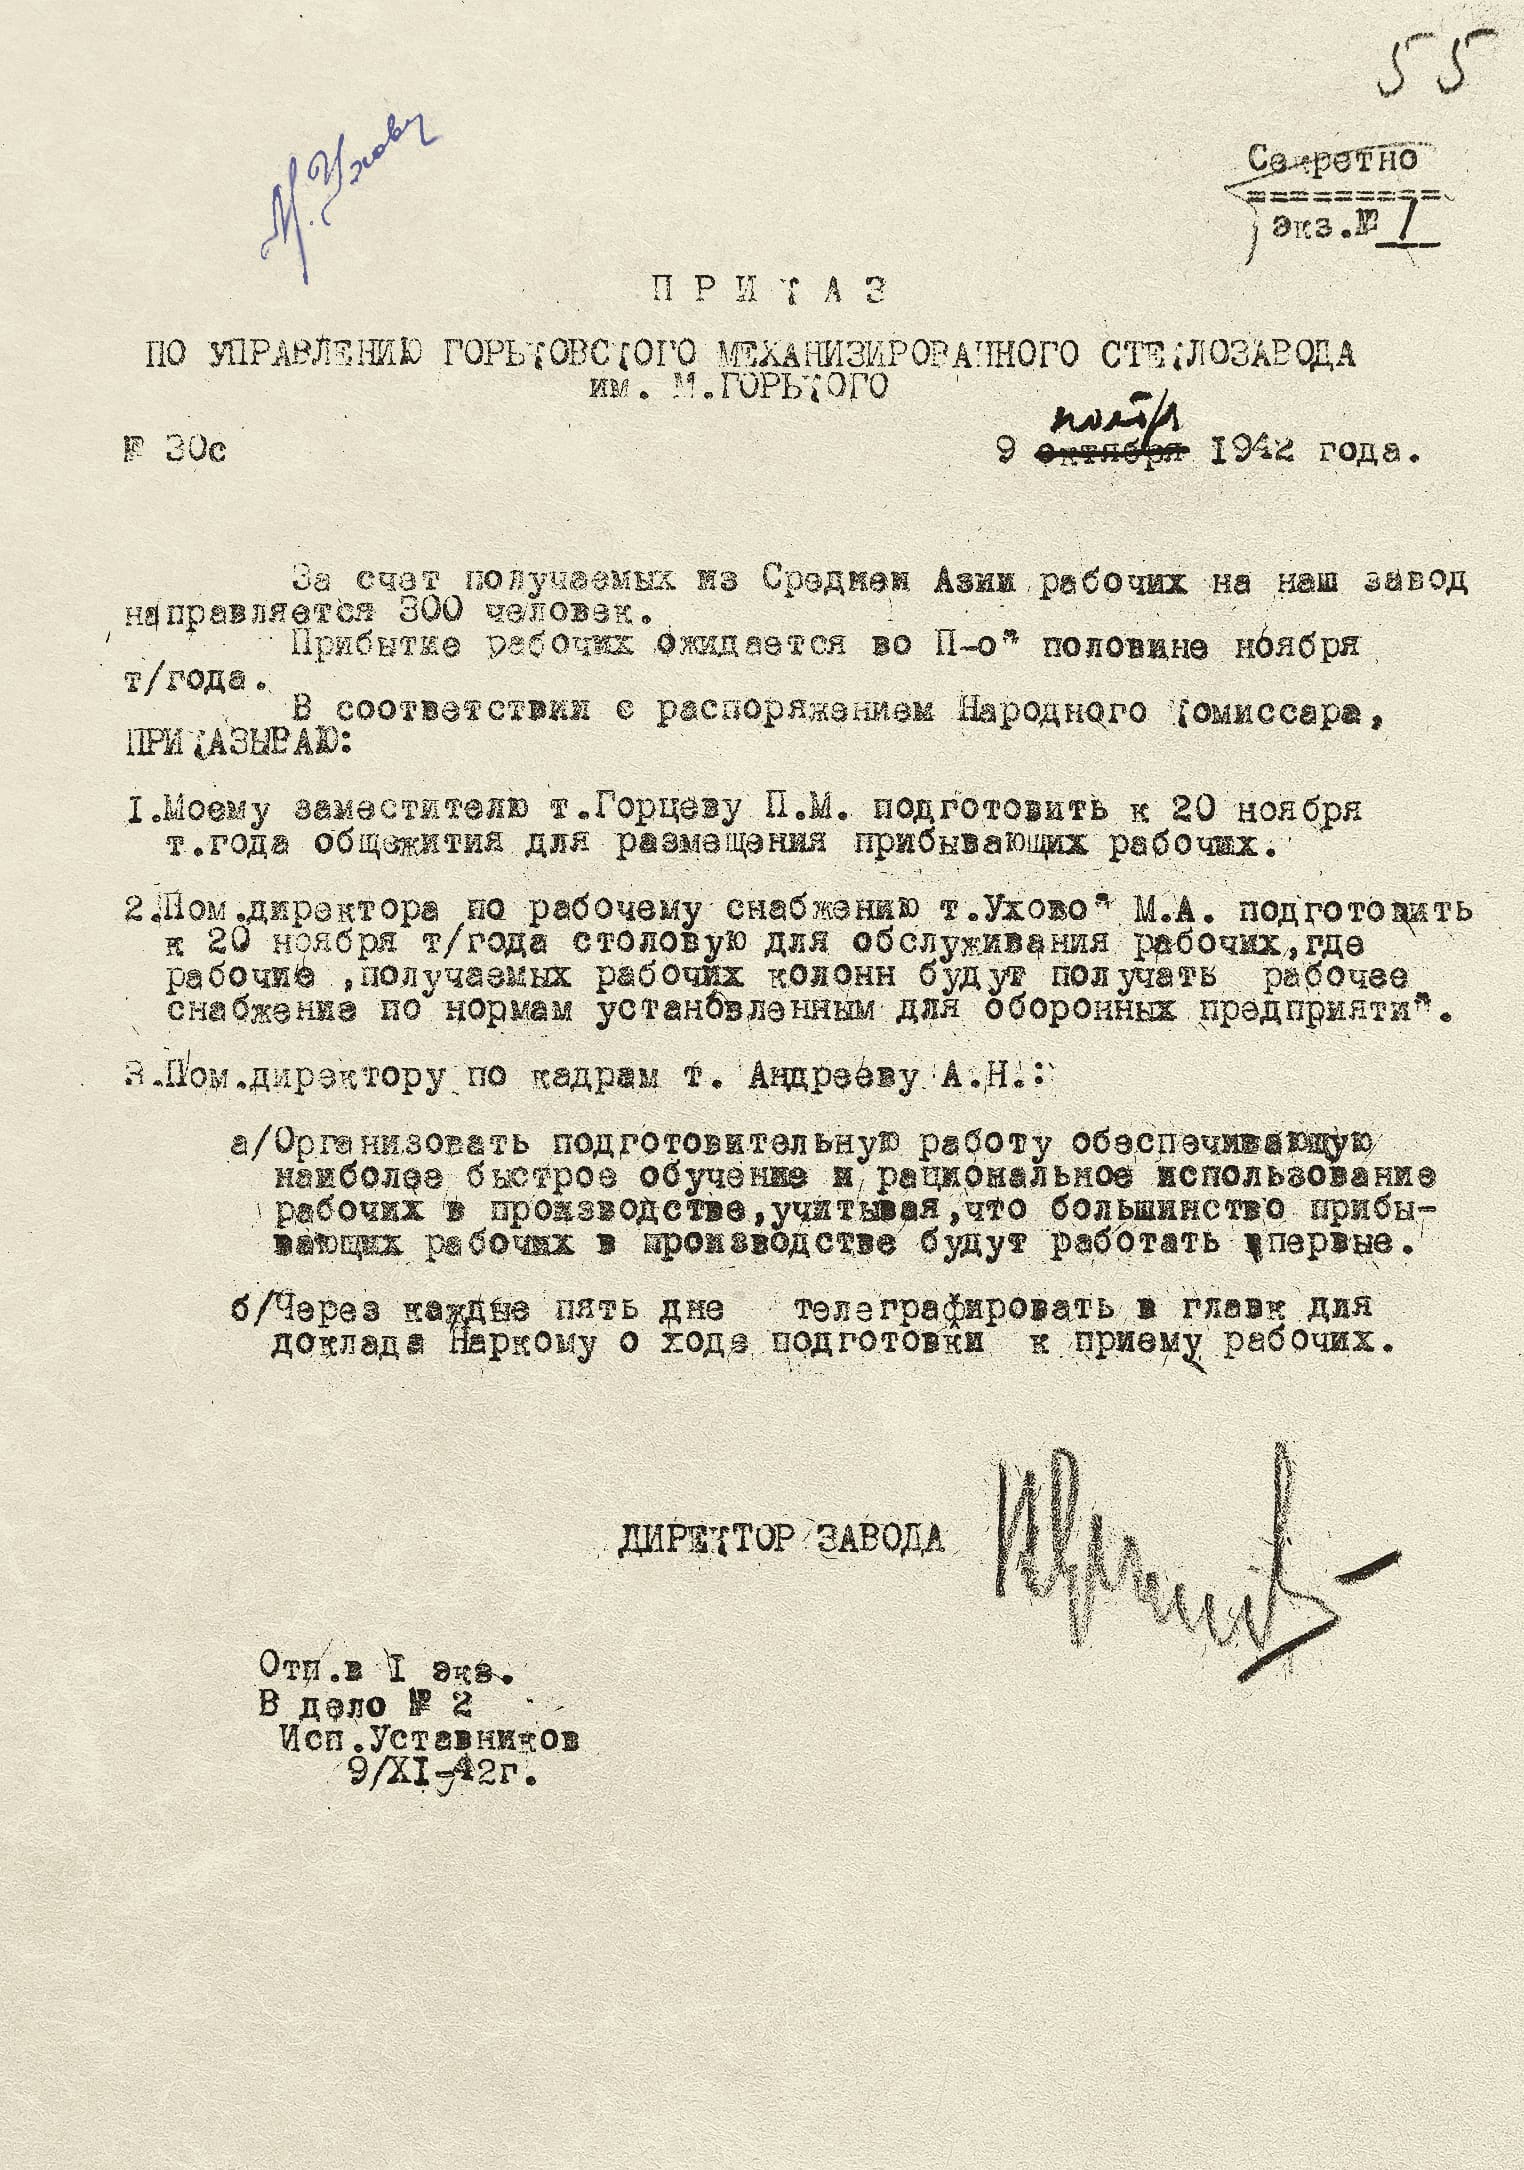 55
М. Ухову
Секретно
=========
Экз.№ 1
П Р И К А З
ПО УПРАВЛЕНИЮ ГОРЬКОВСКОГО МЕХАНИЗИРОВАННОГО СТЕКЛОЗАВОДА
им. М.ГОРЬКОГО
ноября
№ 30с 9 октября 1942 года.
За счет получаемых из Средней Азии рабочих на наш завод
направляется 300 человек.
Прибытие рабочих ожидается во П-ой половине ноября
т/года.
В соответствии с распоряжением Народного Комиссара,
ПРИКАЗЫВАЮ:
1.Моему заместителю т.Горцеву П.М. подготовить к 20 ноября
т.года общежития для размещения прибывающих рабочих.
2.Пом.директора по рабочему снабжению т.Уховой М.А. подготовить
к 20 ноября т/года столовую для обслуживания рабочих,где
рабочие ,получаемых рабочих колонн будут получать рабочее
снабжение по нормам установленным для оборонных предприятий.
3.Пом.директору по кадрам т. Андрееву А.Н.:
а/Организовать подготовительную работу обеспечивающую
наиболее быстрое обучение и рациональное использование
рабочих в производстве,учитывая,что большинство прибы-
вающих рабочих в производстве будут работать впервые.
б/Через каждые пять дне телеграфировать в главк для
доклада Наркому о ходе подготовки к приему рабочих.
ДИРЕКТОР ЗАВОДА
Отп.в I экз.
В дело № 2
Исп.Уставников
9/XI-42г.